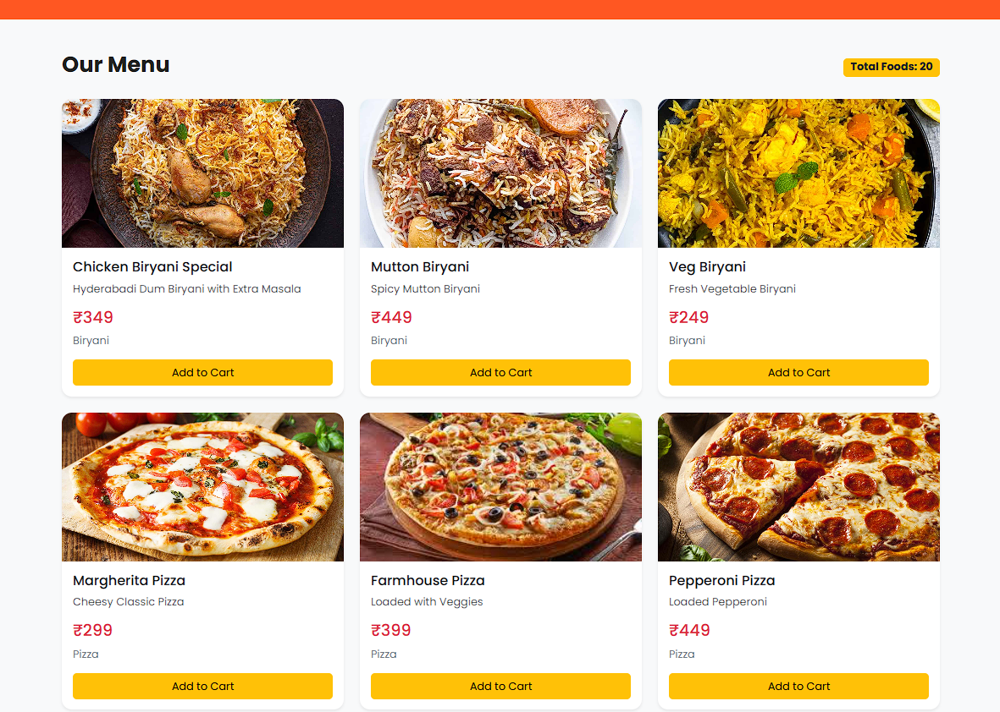 Our Menu
Total Foods: 20
Chicken Biryani Special
Hyderabadi Dum Biryani with Extra Masala
₹349
Biryani
Add to Cart
Mutton Biryani
Spicy Mutton Biryani
₹449
Biryani
Add to Cart
Veg Biryani
Fresh Vegetable Biryani
₹249
Biryani
Add to Cart
Margherita Pizza
Cheesy Classic Pizza
₹299
Pizza
Add to Cart
Farmhouse Pizza
Loaded with Veggies
₹399
Pizza
Add to Cart
Pepperoni Pizza
Loaded Pepperoni
₹449
Pizza
Add to Cart